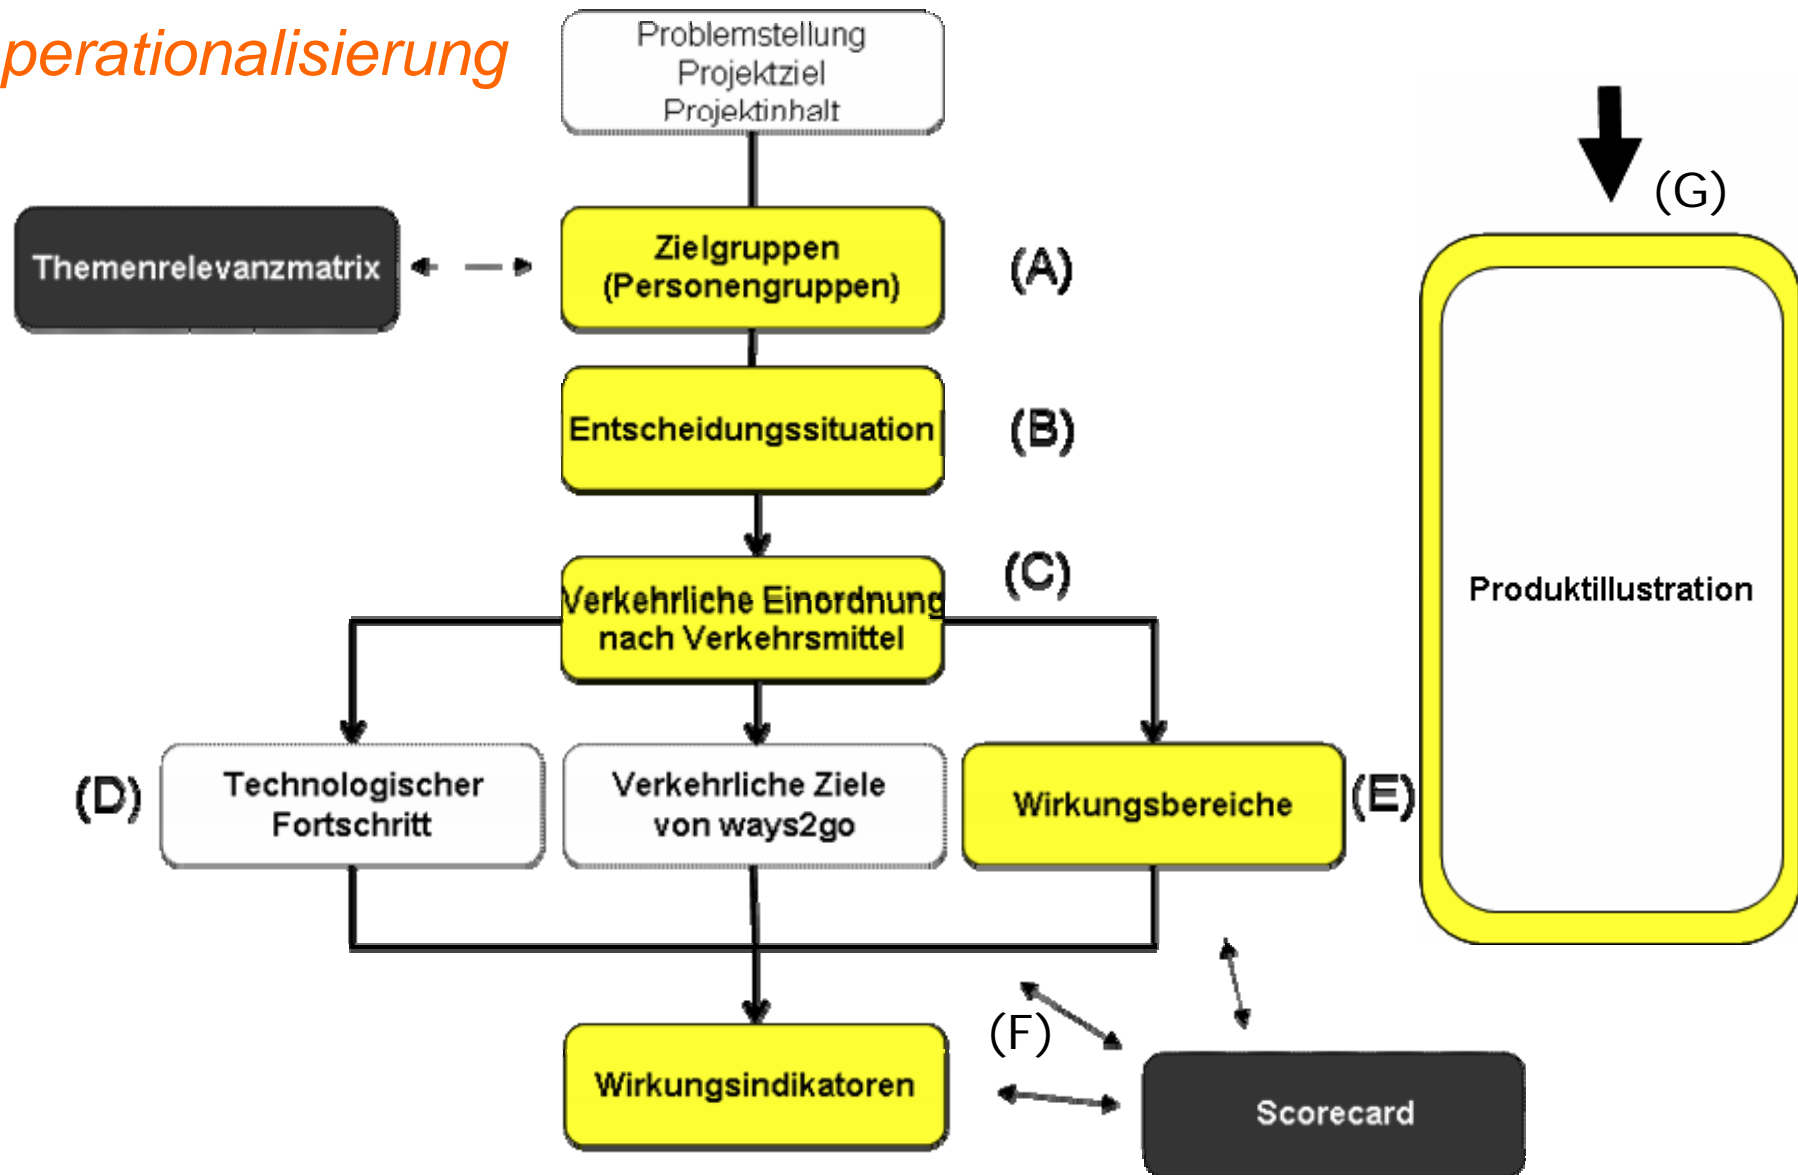 perationalisierung
Problemstellung
Projektziel
Projektinhalt
(G)
Themenrelevanzmatrix
Zielgruppen
(Personengruppen)
(A)
Entscheidungssituation
(B)
Verkehrliche Einordnung
nach Verkehrsmittel
(C)
Produktillustration
(D)
Technologischer
Fortschritt
Verkehrliche Ziele
von ways2go
Wirkungsbereiche
(E)
(F)
Wirkungsindikatoren
Scorecard